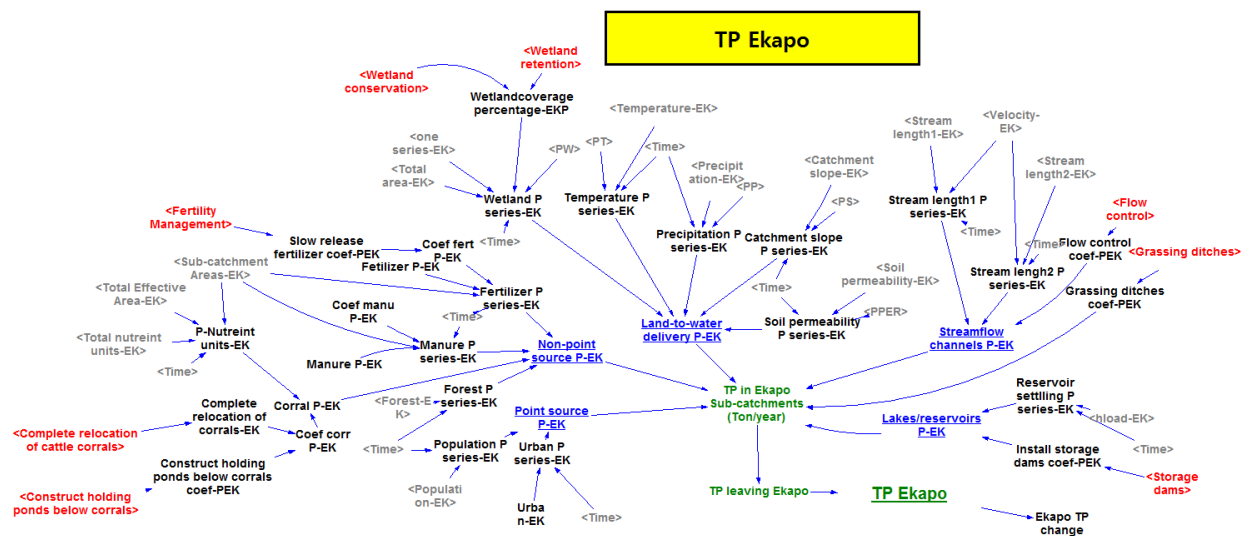 TP Ekapo
<Wetland
retention>
<Wetland
conservation>
Wetlandcoverage
percentage-EKP
<Temperature-EK>
<Stream
length1-EK>
<Velocity-
EK>
<one
series-EK>
<PW>
<PT>
<Time>
<Total
area-EK>
<Precipit
ation-EK>
<PP>
<Catchment
slope-EK>
<Stream
length2-EK>
Wetland P
series-EK
Temperature P
series-EK
<PS>
Stream length1 P
series-EK
<Flow
control>
<Fertility
Management>
Slow release
fertilizer coef-PEK
Coef fert
P-EK
<Time>
Precipitation P
series-EK
Catchment slope
P series-EK
<Time>
<Time>
Flow control
coef-PEK
<Grassing ditches>
<Sub-catchment
Areas-EK>
Fetilizer P-EK
Stream lengh2 P
series-EK
<Soil
permeability-EK>
<Total Effective
Area-EK>
Fertilizer P
series-EK
<Time>
Grassing ditches
coef-PEK
Coef manu
P-EK
<Time>
<PPER>
Land-to-water
delivery P-EK
Soil permeability
P series-EK
Streamflow
channels P-EK
<Total nutreint
units-EK>
P-Nutreint
units-EK
Manure P
series-EK
Non-point
source P-EK
<Time>
Manure P-EK
Forest P
series-EK
TP in Ekapo
Sub-catchments
(Ton/year)
Reservoir
settlling P
series-EK
Complete
relocation of
corrals-EK
Corral P-EK
<Forest-E
K>
Point source
P-EK
Lakes/reservoirs
P-EK
<hload-EK>
<Complete relocation
of cattle corrals>
Coef corr
P-EK
<Time>
Population P
series-EK
Urban P
series-EK
Install storage
dams coef-PEK
<Time>
Construct holding
ponds below corrals
coef-PEK
<Storage
dams>
<Construct holding
ponds below corrals>
<Populati
on-EK>
TP leaving Ekapo
TP Ekapo
Urba
n-EK
<Time>
Ekapo TP
change